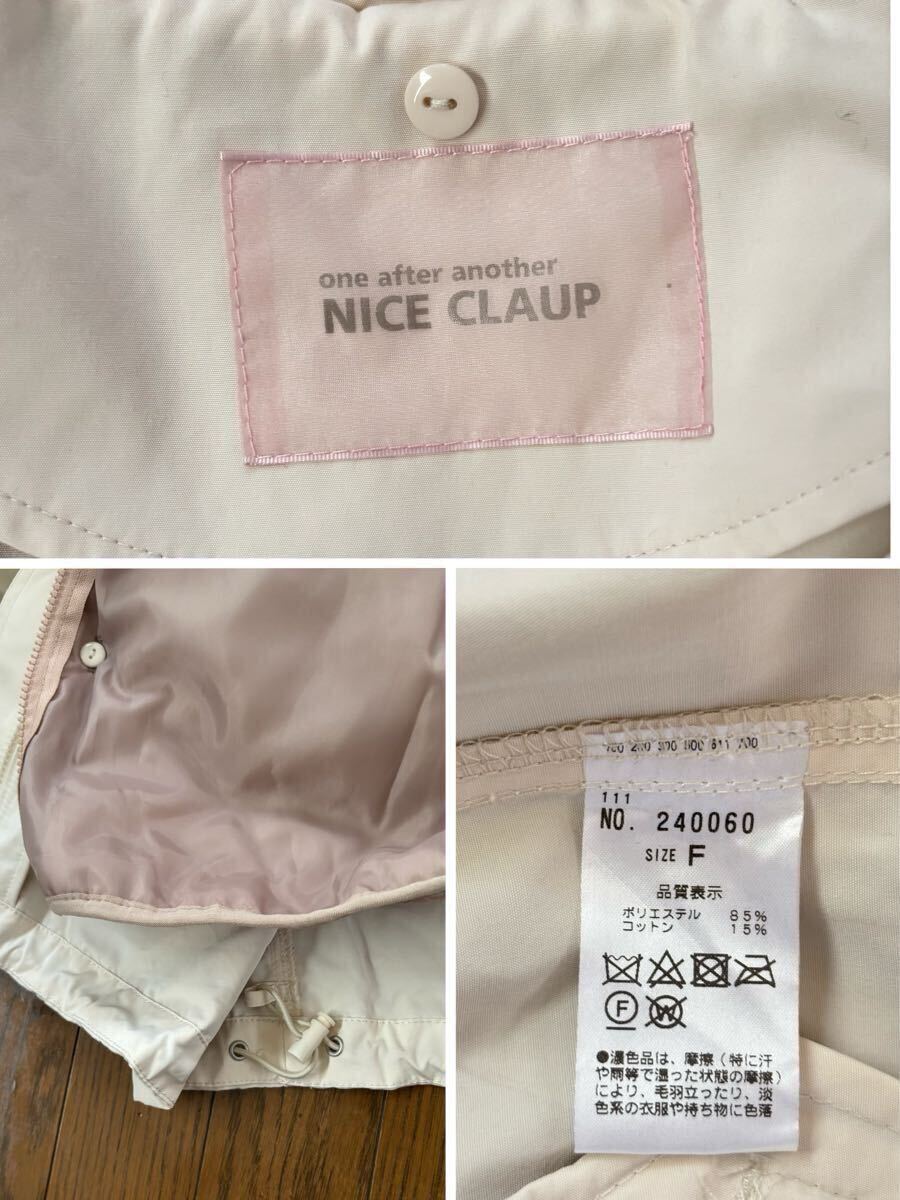 one after another
NICE CLAUP
111
NO. 240060
SIZE F
品質表示
ポリエステル 85%
コットン 15%
F
W
●濃色品は、摩擦(特に汗
や雨等で湿った状態の摩擦)
により、毛羽立ったり、淡
色系の衣服や持ち物に色落